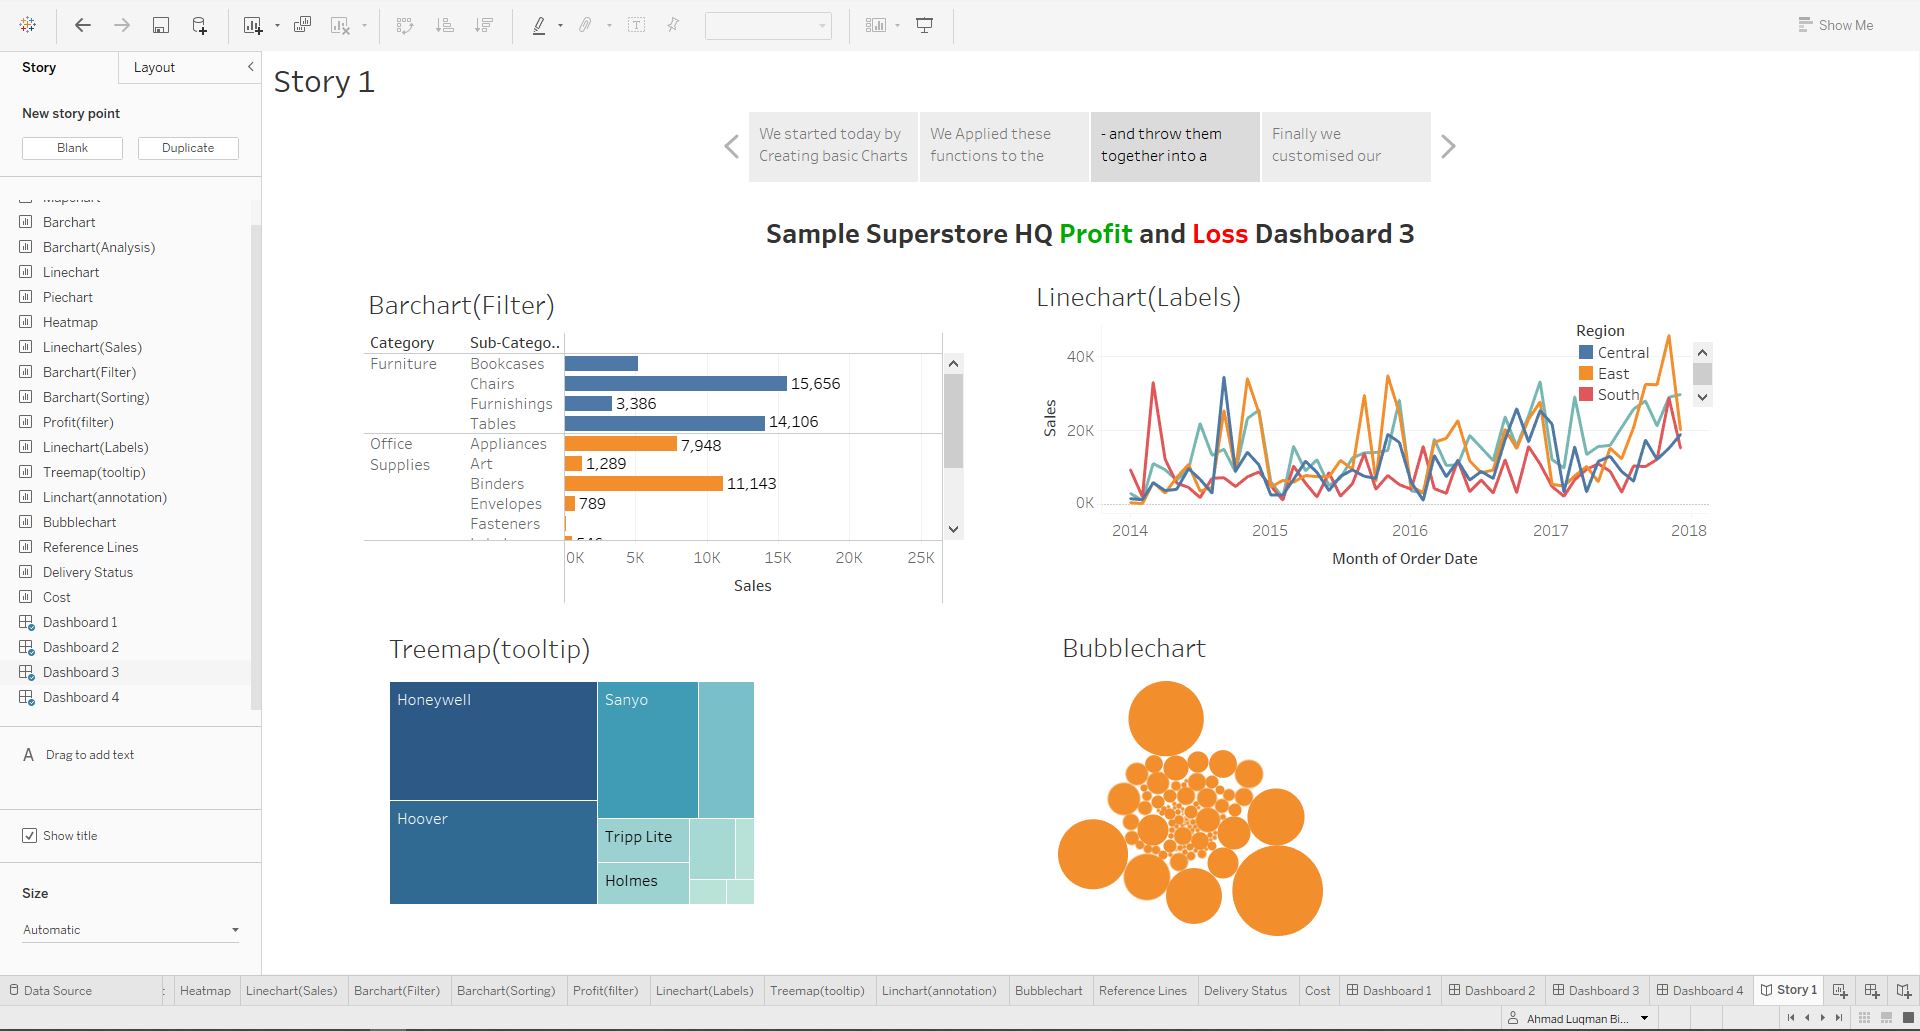 Show Me
Story
Layout
New story point
Blank
Duplicate
Barchart
Barchart(Analysis)
Linechart
Piechart
Heatmap
Linechart(Sales)
Barchart(Filter)
Barchart(Sorting)
Profit(filter)
Linechart(Labels)
Treemap(tooltip)
Linchart(annotation)
Bubblechart
Reference Lines
Delivery Status
Cost
Dashboard 1
Dashboard 2
Dashboard 3
Dashboard 4
A Drag to add text
Show title
Size
Automatic
Story 1
We started today by
Creating basic Charts
We Applied these
functions to the
- and throw them
together into a
Finally we
customised our
Sample Superstore HQ Profit and Loss Dashboard 3
Barchart(Filter)
Category Sub-Catego..
Furniture Bookcases
Chairs 15,656
Furnishings 3,386
Tables 14,106
Office Supplies
Appliances 7,948
Art 1,289
Binders 11,143
Envelopes 789
Fasteners
0K 5K 10K 15K 20K 25K
Sales
Linechart(Labels)
Region
Central
East
South
40K
20K
0K
Sales
2014 2015 2016 2017 2018
Month of Order Date
Treemap(tooltip)
Honeywell
Hoover
Sanyo
Tripp Lite
Holmes
Bubblechart
Data Source Heatmap Linechart(Sales) Barchart(Filter) Barchart(Sorting) Profit(filter) Linechart(Labels) Treemap(tooltip) Linchart(annotation) Bubblechart Reference Lines Delivery Status Cost Dashboard 1 Dashboard 2 Dashboard 3 Dashboard 4 Story 1
Ahmad Luqman Bi...